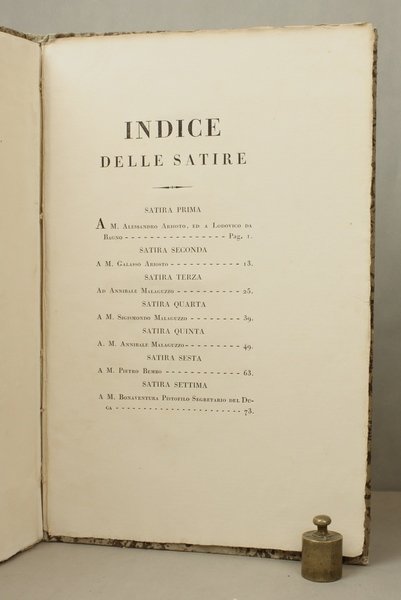 INDICE
DELLE SATIRE
SATIRA PRIMA
A M. Alessandro Ariosto, ed a Lodovico da
Bagno - - - - - - - - - - - - - - - - - Pag. 1.
SATIRA SECONDA
A M. Galasso Ariosto - - - - - - - - - - - - 13.
SATIRA TERZA
Ad Annibale Malaguzzo - - - - - - - - - - - 25.
SATIRA QUARTA
A M. Sigismondo Malaguzzo - - - - - - - - - 39.
SATIRA QUINTA
A. M. Annibale Malaguzzo - - - - - - - - - - 49.
SATIRA SESTA
A M. Pietro Bembo - - - - - - - - - - - - - 63.
SATIRA SETTIMA
A M. Bonaventura Pistofilo Segretario del Du-
ca - - - - - - - - - - - - - - - - - - - - 73.